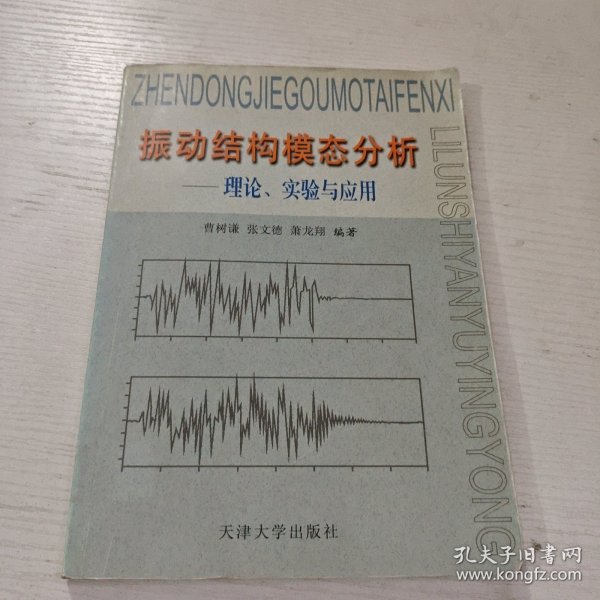 ZHENDONGJIEGOUMOTAIFENXI
LILUNSHIYANYUYINGYONG
振动结构模态分析
——理论、实验与应用
曹树谦 张文德 萧龙翔 编著
天津大学出版社
孔夫子旧书网
www.kongfz.com